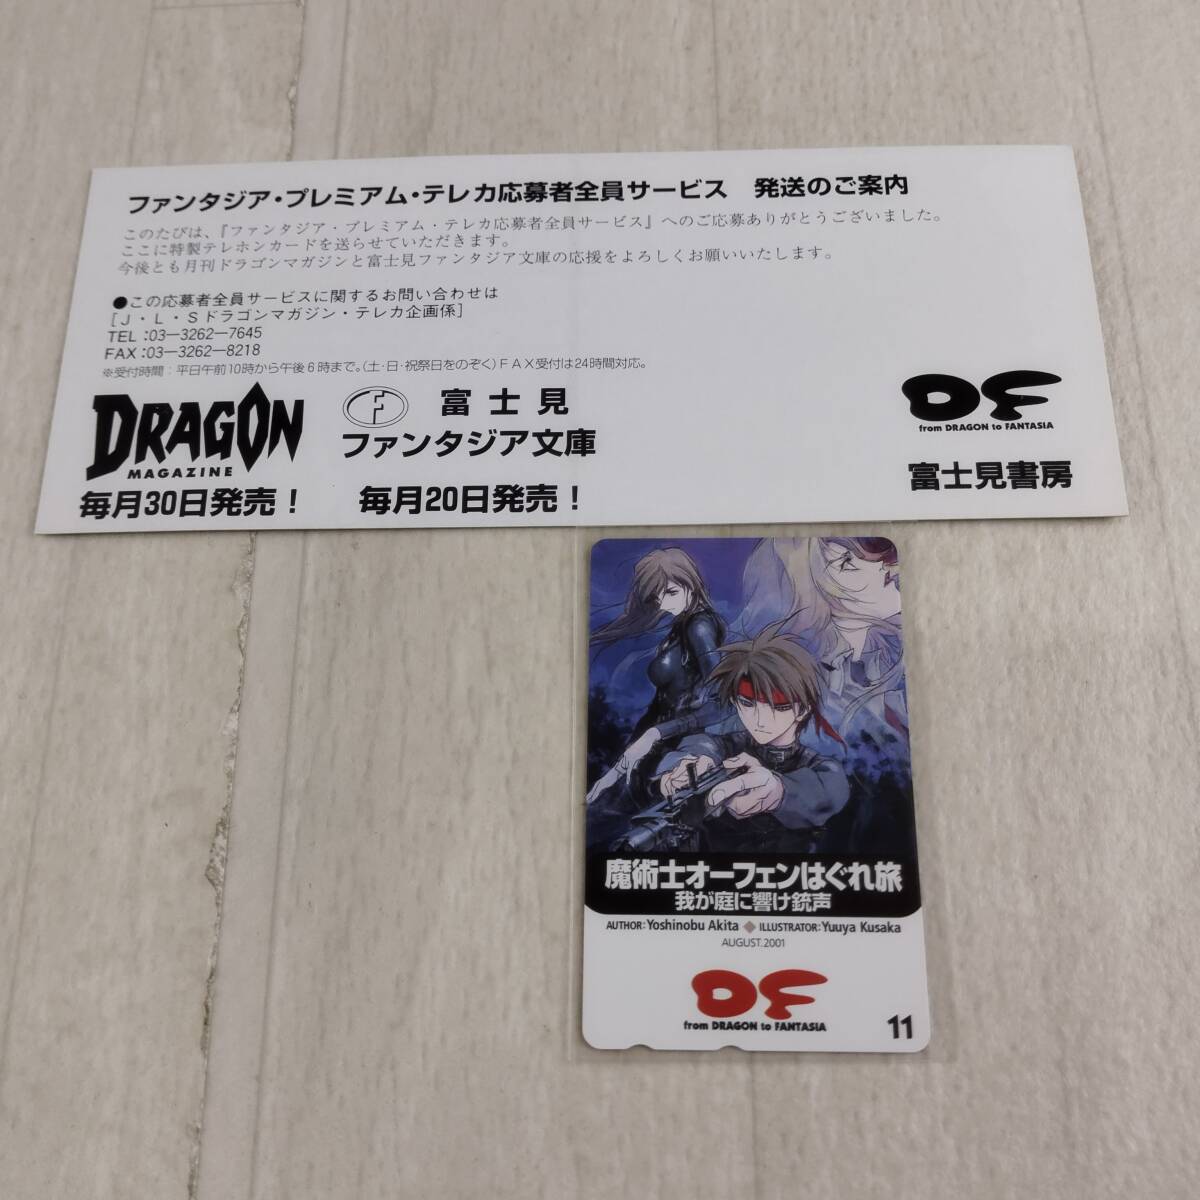 ファンタジア・プレミアム・テレカ応募者全員サービス　発送のご案内
このたびは、『ファンタジア・プレミアム・テレカ応募者全員サービス』へのご応募ありがとうございました。
ここに特製テレホンカードを送らせていただきます。
今後とも月刊ドラゴンマガジンと富士見ファンタジア文庫の応援をよろしくお願いいたします。
●この応募者全員サービスに関するお問い合わせは
[J・L・Sドラゴンマガジン・テレカ企画係]
TEL:03―3262―7645
FAX:03―3262―8218
※受付時間：平日午前10時から午後6時まで。(土・日・祝祭日をのぞく)FAX受付は24時間対応。
DRAGON
MAGAZINE
毎月30日発売！
F
富士見
ファンタジア文庫
毎月20日発売！
DF
from DRAGON to FANTASIA
富士見書房
魔術士オーフェンはぐれ旅
我が庭に響け銃声
AUTHOR:Yoshinobu Akita ◆ ILLUSTRATOR:Yuuya Kusaka
AUGUST.2001
DF
from DRAGON to FANTASIA
11